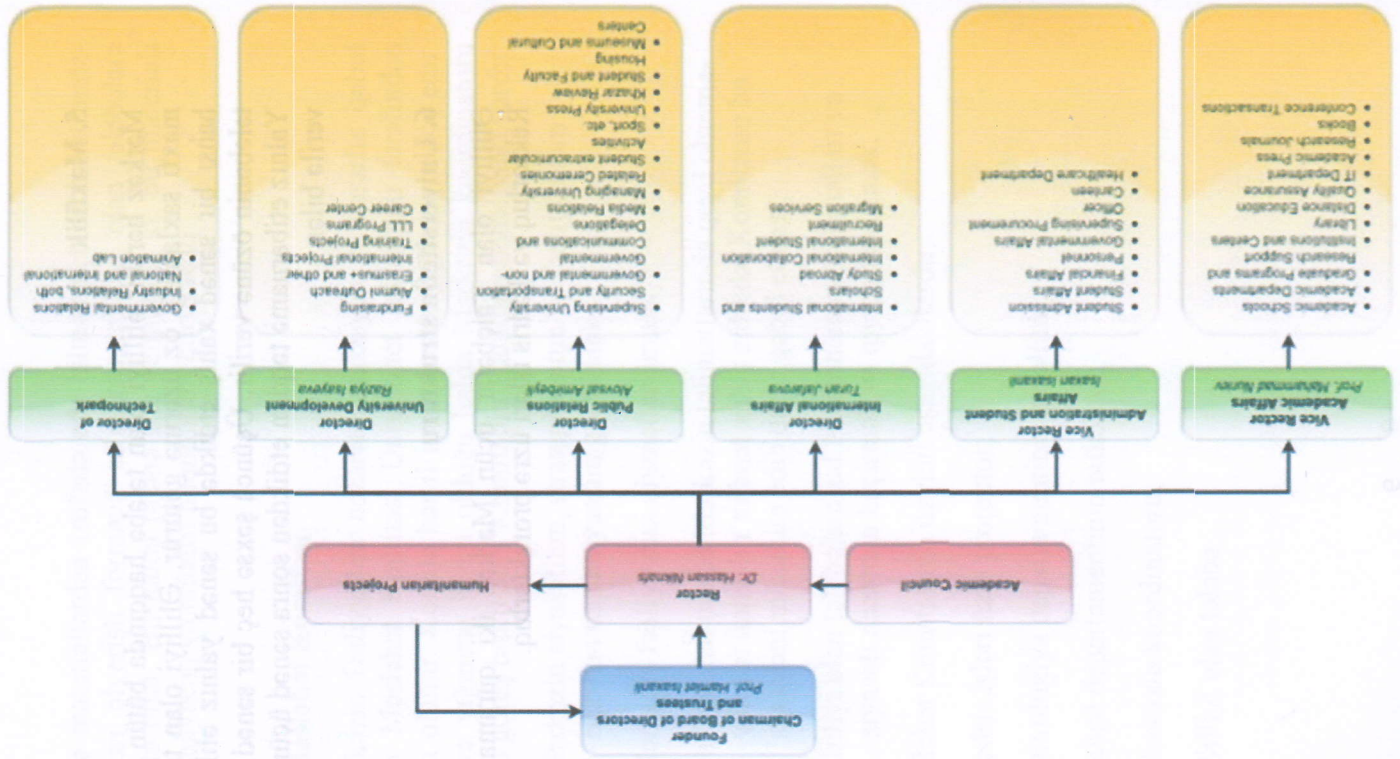 Founder
Chairman of Board of Directors
and Trustees
Prof. Hamlet Isaxanli
Academic Council
Rector
Dr. Hassan Niknafs
Humanitarian Projects
Vice Rector
Academic Affairs
Prof. Mahammad Nuriev
Vice Rector
Administration and Student
Affairs
Isaxan Isaxanli
Director
International Affairs
Turan Jafarova
Director
Public Relations
Alovsat Amirbeyli
Director
University Development
Raziya Isayeva
Director of
Technopark
• Academic Schools
• Academic Departments
• Graduate Programs and
Research Support
• Institutions and Centers
• Library
• Distance Education
• Quality Assurance
• IT Department
• Academic Press
• Research Journals
• Books
• Conference Transactions
• Student Admission
• Student Affairs
• Financial Affairs
• Personnel
• Governmental Affairs
• Supervising Procurement
Officer
• Canteen
• Healthcare Department
• International Students and
Scholars
• Study Abroad
• International Collaboration
• International Student
Recruitment
• Migration Services
• Supervising University
Security and Transportation
• Governmental and non-
Governmental
Communications and
Delegations
• Media Relations
• Managing University
Related Ceremonies
• Student extracurricular
Activities
• Sport, etc.
• University Press
• Khazar Review
• Student and Faculty
Housing
• Museums and Cultural
Centers
• Fundraising
• Alumni Outreach
• Erasmus+ and other
International Projects
• Training Projects
• LLL Programs
• Career Center
• Governmental Relations
• Industry Relations, both
National and International
• Animation Lab